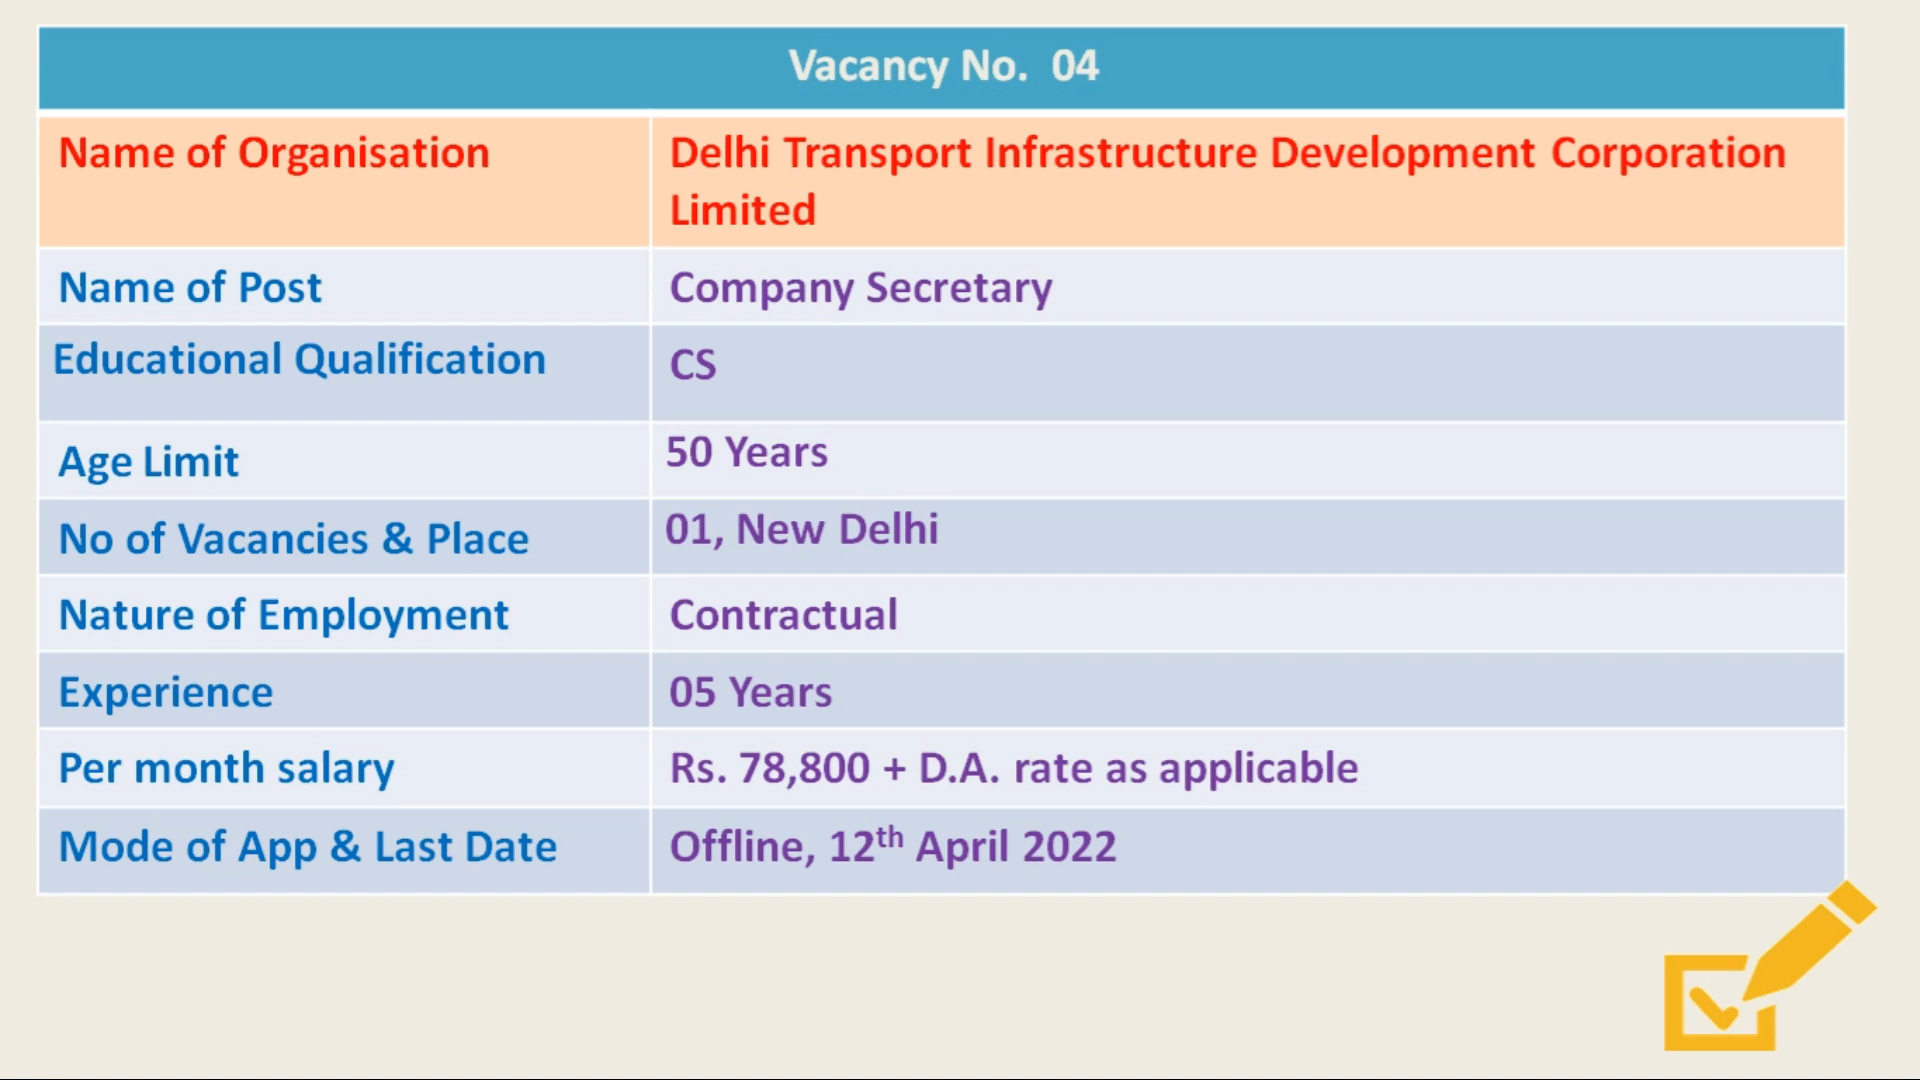 Vacancy No. 04
Name of Organisation
Delhi Transport Infrastructure Development Corporation
Limited
Name of Post
Company Secretary
Educational Qualification
CS
Age Limit
50 Years
No of Vacancies & Place
01, New Delhi
Nature of Employment
Contractual
Experience
05 Years
Per month salary
Rs. 78,800 + D.A. rate as applicable
Mode of App & Last Date
Offline, 12th April 2022